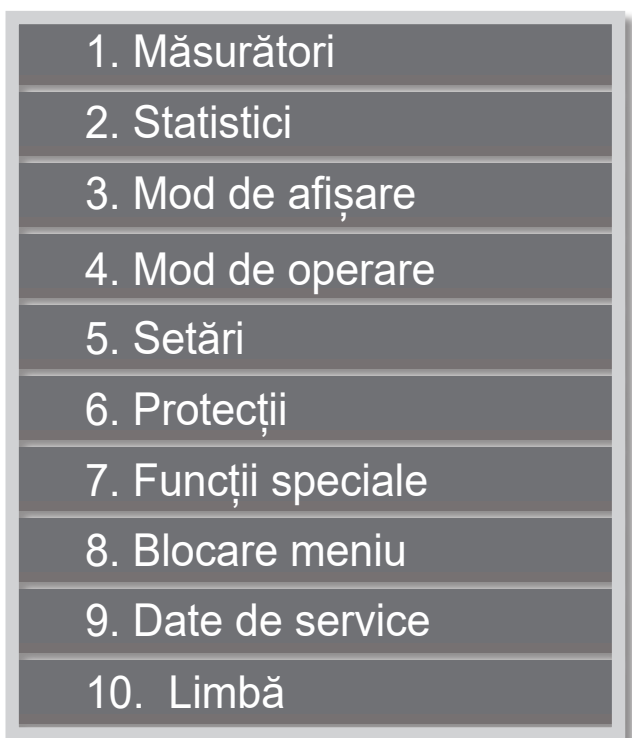 1. Măsurători
2. Statistici
3. Mod de afișare
4. Mod de operare
5. Setări
6. Protecții
7. Funcții speciale
8. Blocare meniu
9. Date de service
10. Limbă